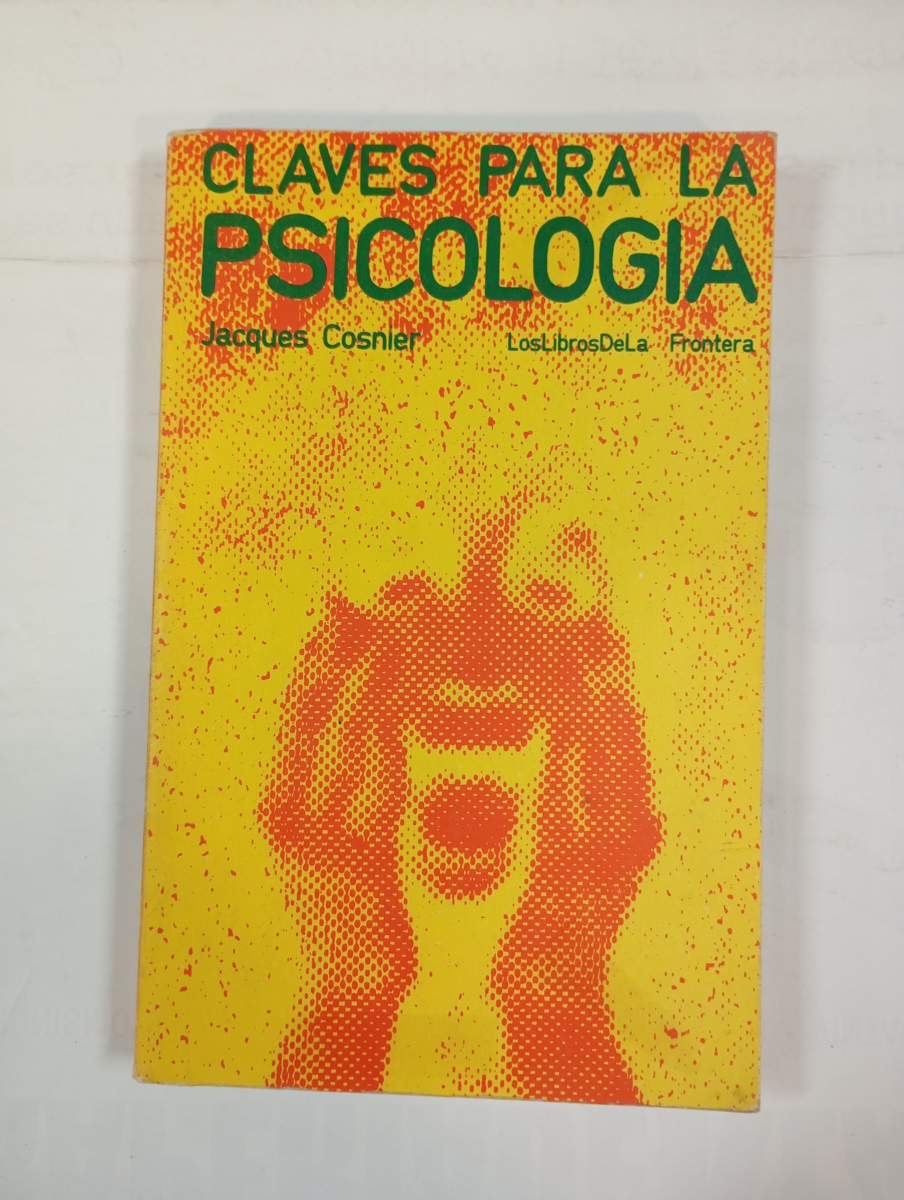 CLAVES PARA LA
PSICOLOGIA
Jacques Cosnier LosLibrosDeLa Frontera